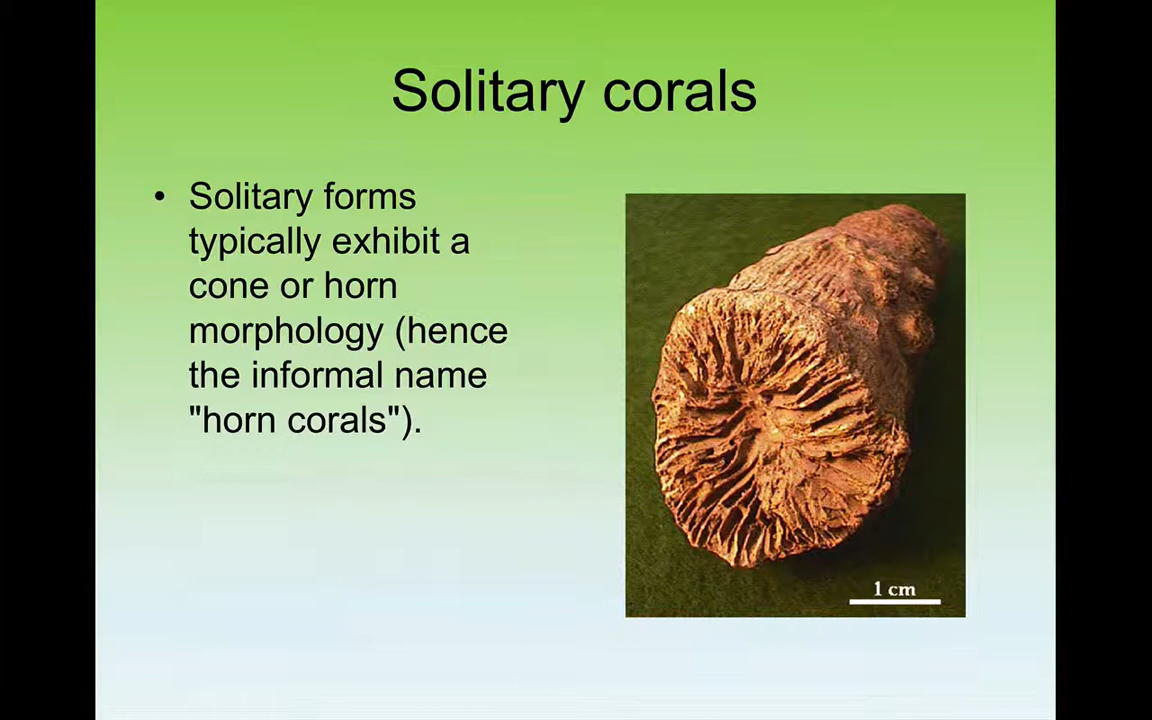 Solitary corals
• Solitary forms
typically exhibit a
cone or horn
morphology (hence
the informal name
"horn corals").
1 cm